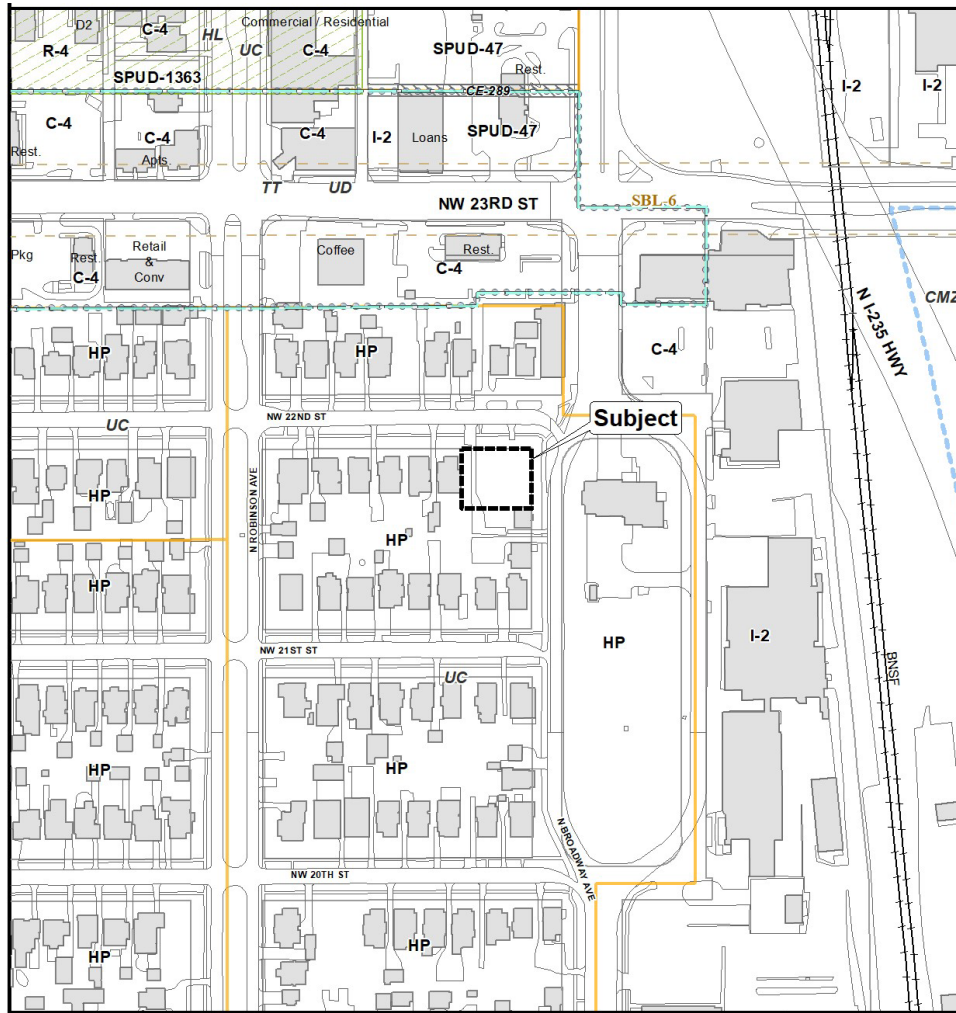 D2
C-4
HL
Commercial / Residential
R-4
UC
C-4
SPUD-47
SPUD-1363
Rest.
I-2
I-2
CE-289
C-4
C-4
C-4
I-2
Loans
SPUD-47
Rest.
Apts.
TT
UD
NW 23RD ST
SBL-6
Pkg
Rest.
Retail
&
Conv
C-4
Coffee
Rest.
C-4
N I-235 HWY
HP
HP
C-4
NW 22ND ST
UC
Subject
HP
N ROBINSON AVE
HP
HP
HP
I-2
NW 21ST ST
UC
BNSF
HP
HP
N BROADWAY AVE
NW 20TH ST
HP
HP